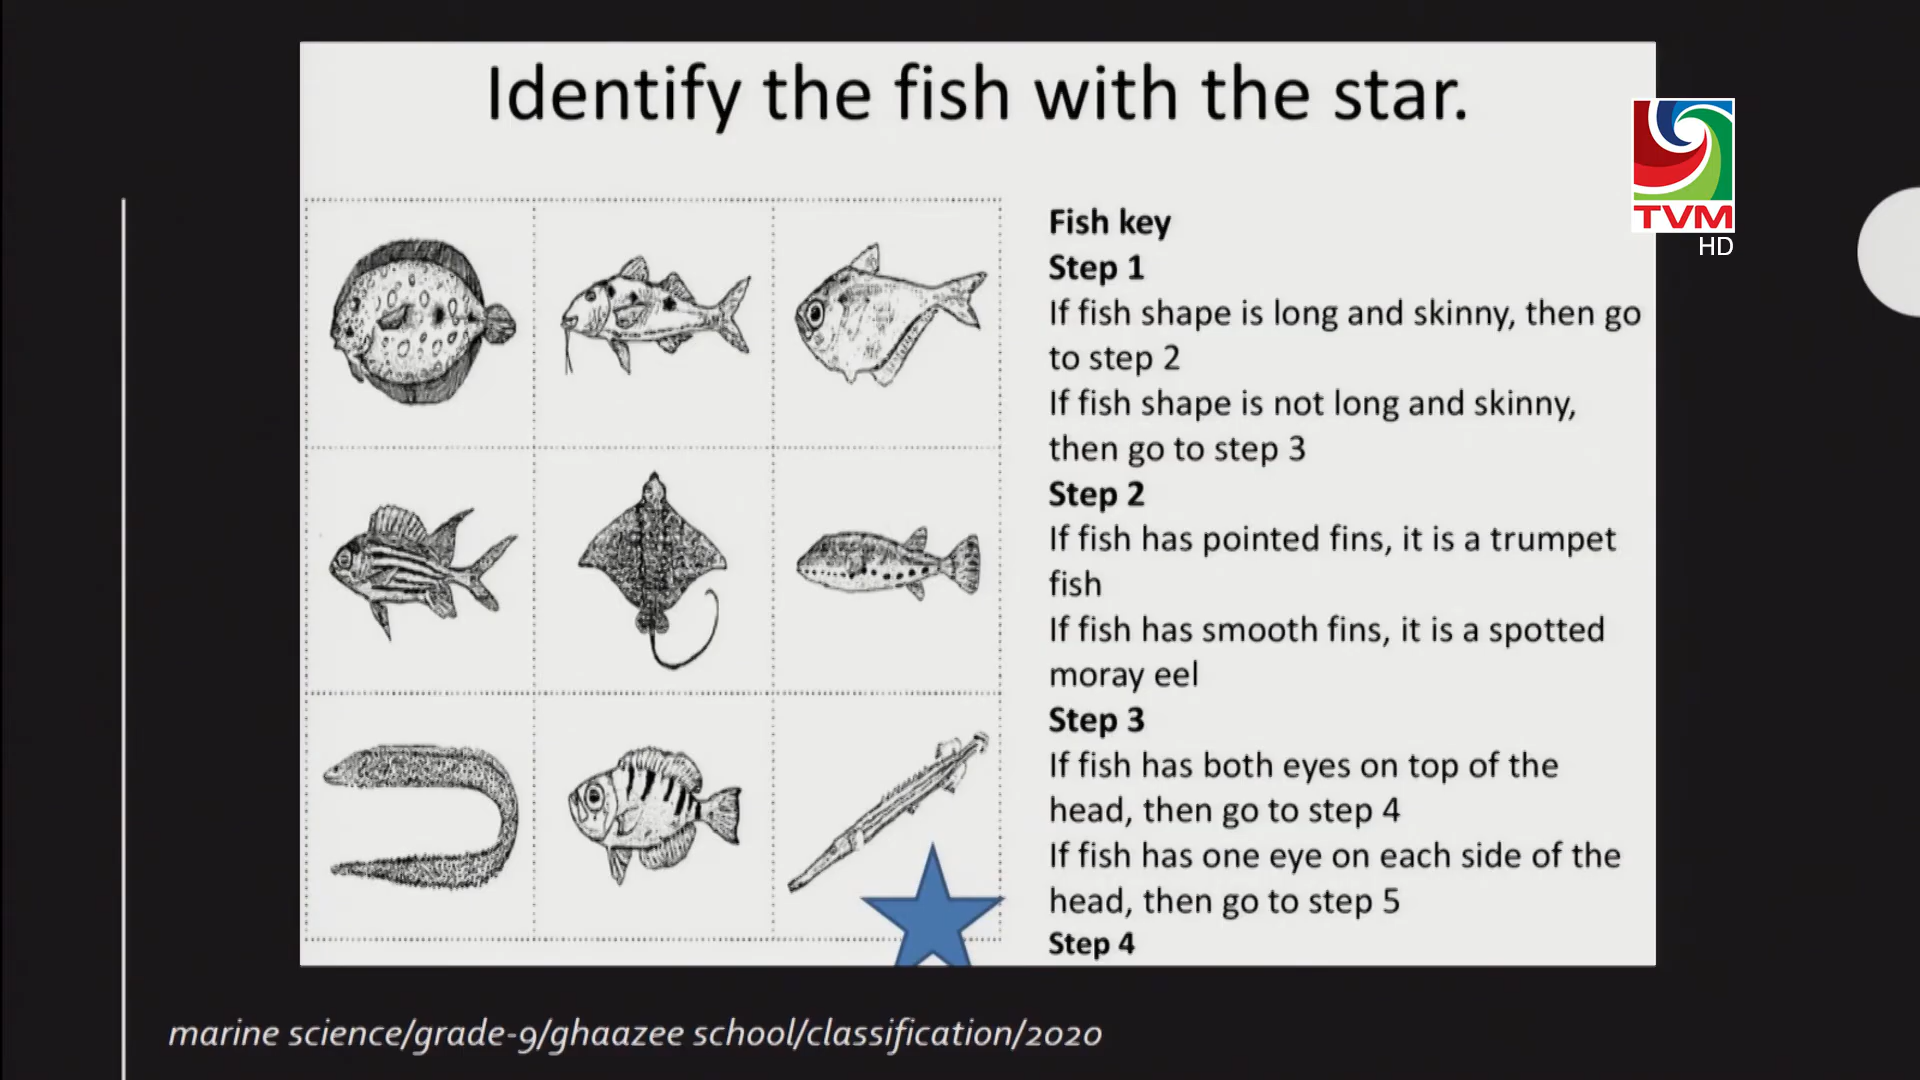 Identify the fish with the star.
TVM
HD
Fish key
Step 1
If fish shape is long and skinny, then go
to step 2
If fish shape is not long and skinny,
then go to step 3
Step 2
If fish has pointed fins, it is a trumpet
fish
If fish has smooth fins, it is a spotted
moray eel
Step 3
If fish has both eyes on top of the
head, then go to step 4
If fish has one eye on each side of the
head, then go to step 5
Step 4
marine science/grade-9/ghaazee school/classification/2020